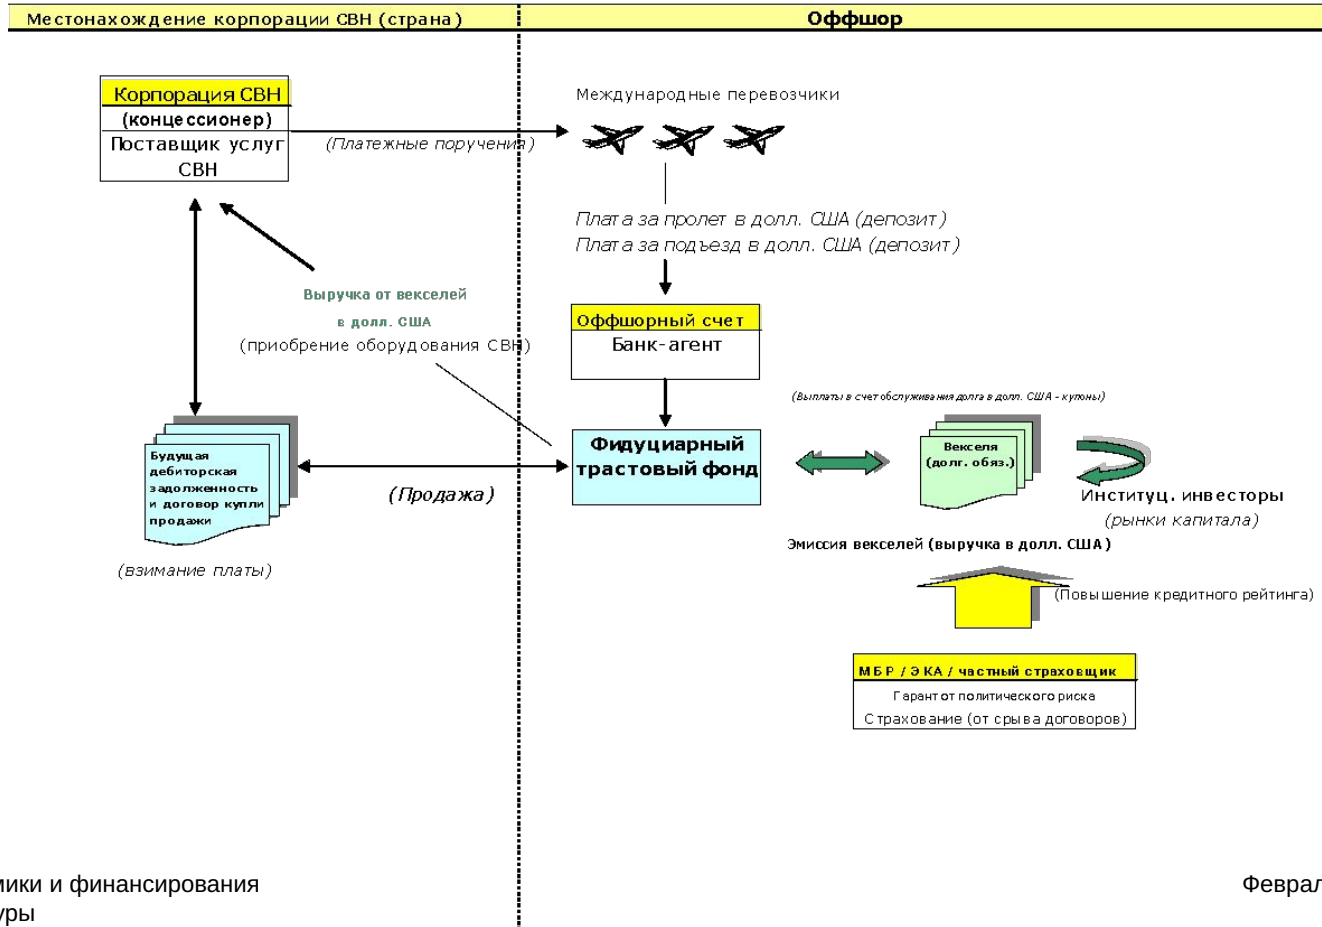 Местонахождение корпорации СВН (страна)
Оффшор
Корпорация СВН
(концессионер)
Поставщик услуг
СВН
(Платежные поручения)
Международные перевозчики
Плата за пролет в долл. США (депозит)
Плата за подъезд в долл. США (депозит)
Выручка от векселей
в долл. США
(приобрение оборудования СВН)
Оффшорный счет
Банк-агент
(Выплаты в счет обслуживания долга в долл. США - купоны)
Фидуциарный
трастовый фонд
Векселя
(долг. обяз.)
Будущая
дебиторская
задолженность
и договор купли
продажи
(Продажа)
Институц. инвесторы
(рынки капитала)
Эмиссия векселей (выручка в долл. США)
(взимание платы)
(Повышение кредитного рейтинга)
МБР / ЭКА / частный страховщик
Гарант от политического риска
Страхование (от срыва договоров)
мики и финансирования
уры
Феврал